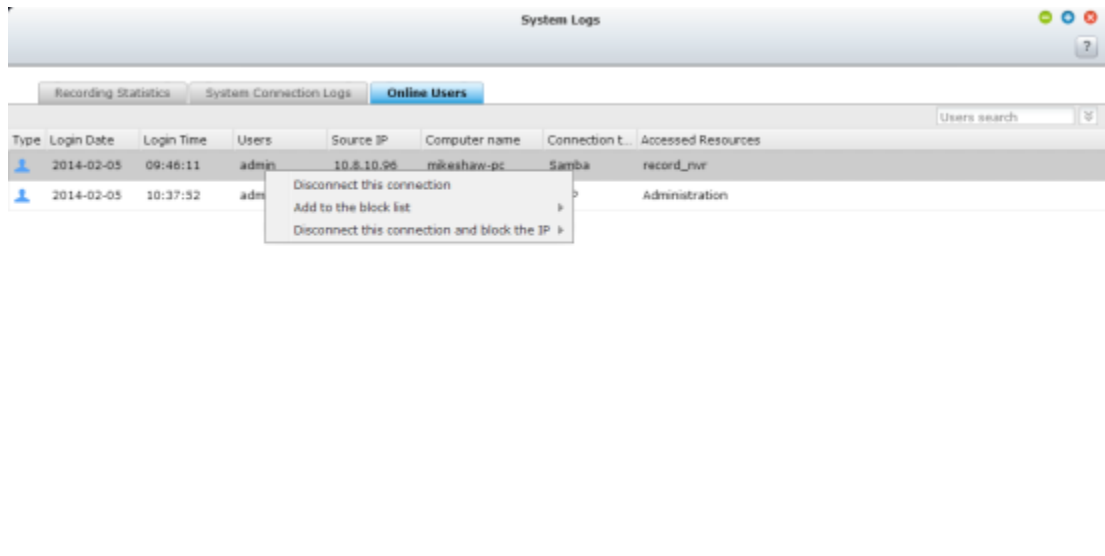 System Logs
?
Recording Statistics System Connection Logs Online Users
Users search
Type Login Date Login Time Users Source IP Computer name Connection t... Accessed Resources
2014-02-05 09:46:11 admin 10.8.10.96 mikeshaw-pc Samba record_nvr
Disconnect this connection
2014-02-05 10:37:52 adm P Administration
Add to the block list
Disconnect this connection and block the IP